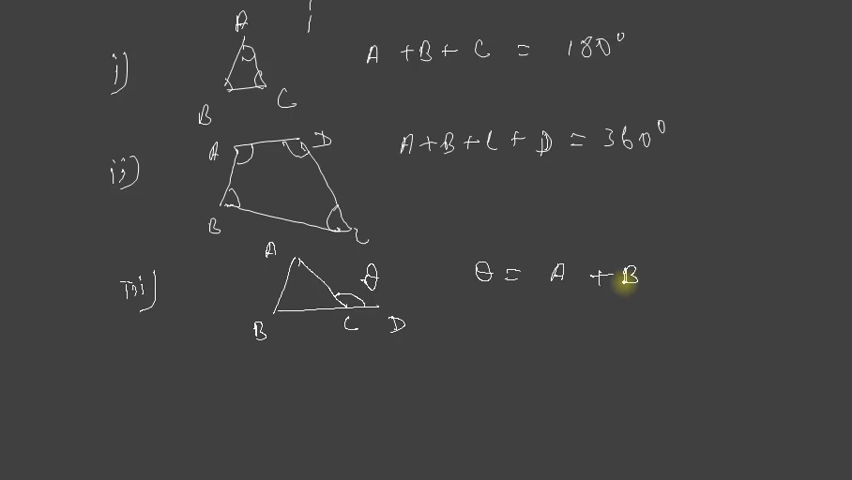 i) A B C A + B + C = 180°
ii) A D B C A + B + C + D = 360°
iii) A θ B C D θ = A + B